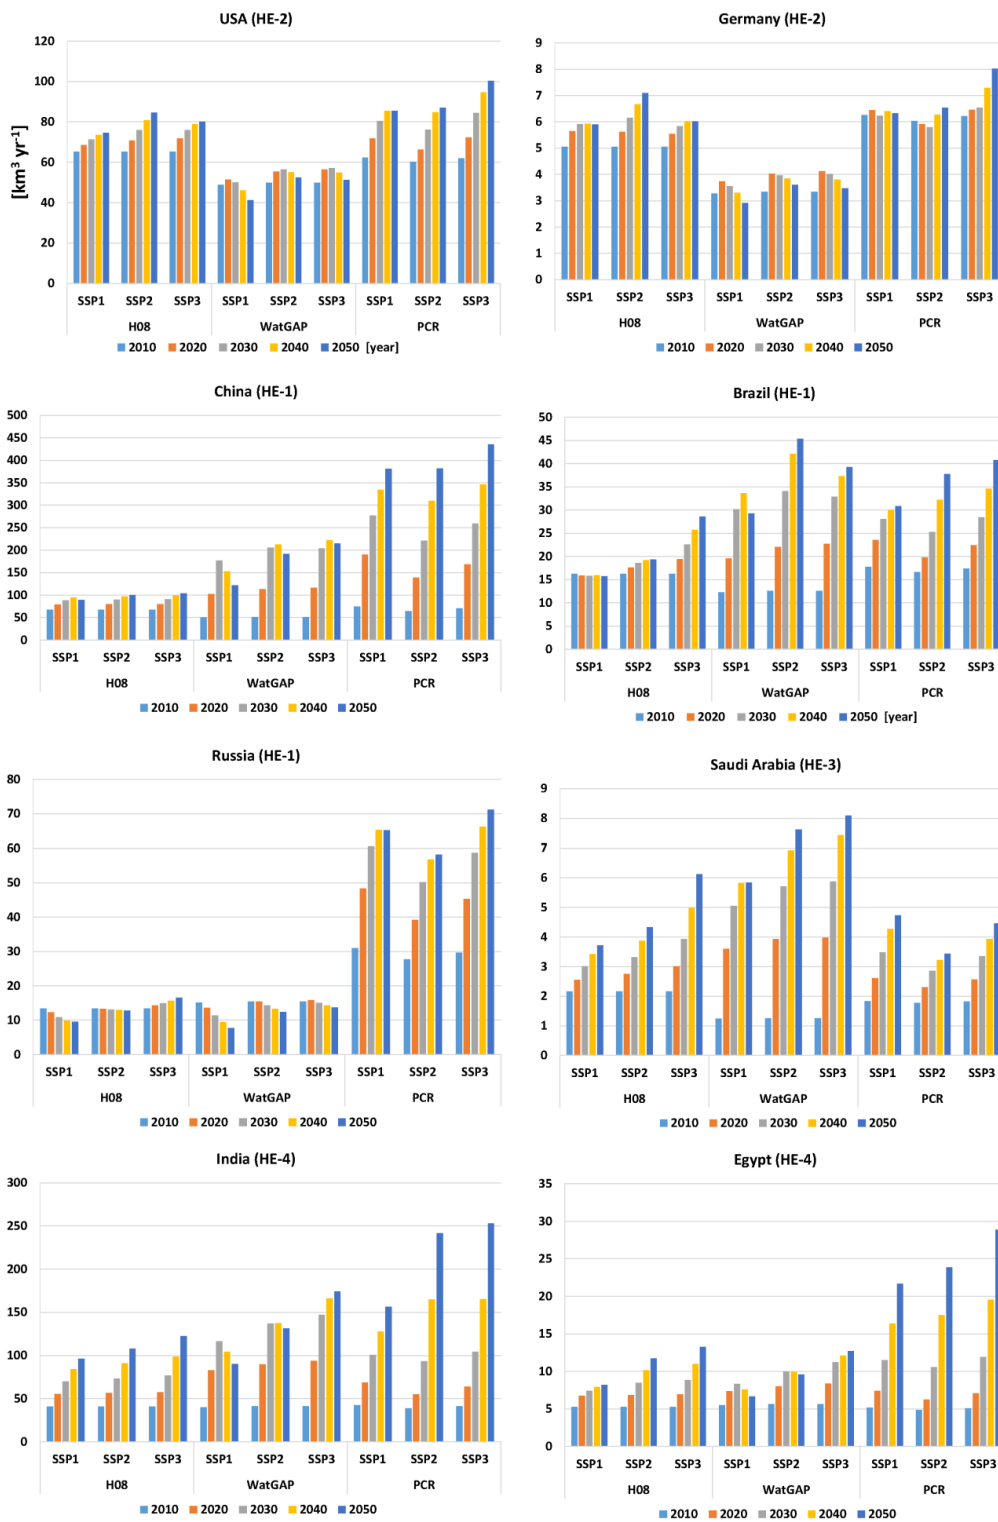 USA (HE-2)
[km³ yr⁻¹]
120
100
80
60
40
20
0
SSP1 SSP2 SSP3 SSP1 SSP2 SSP3 SSP1 SSP2 SSP3
H08 WatGAP PCR
2010 2020 2030 2040 2050 [year]
Germany (HE-2)
9
8
7
6
5
4
3
2
1
0
SSP1 SSP2 SSP3 SSP1 SSP2 SSP3 SSP1 SSP2 SSP3
H08 WatGAP PCR
2010 2020 2030 2040 2050
China (HE-1)
500
450
400
350
300
250
200
150
100
50
0
SSP1 SSP2 SSP3 SSP1 SSP2 SSP3 SSP1 SSP2 SSP3
H08 WatGAP PCR
2010 2020 2030 2040 2050
Brazil (HE-1)
50
45
40
35
30
25
20
15
10
5
0
SSP1 SSP2 SSP3 SSP1 SSP2 SSP3 SSP1 SSP2 SSP3
H08 WatGAP PCR
2010 2020 2030 2040 2050 [year]
Russia (HE-1)
80
70
60
50
40
30
20
10
0
SSP1 SSP2 SSP3 SSP1 SSP2 SSP3 SSP1 SSP2 SSP3
H08 WatGAP PCR
2010 2020 2030 2040 2050
Saudi Arabia (HE-3)
9
8
7
6
5
4
3
2
1
0
SSP1 SSP2 SSP3 SSP1 SSP2 SSP3 SSP1 SSP2 SSP3
H08 WatGAP PCR
2010 2020 2030 2040 2050
India (HE-4)
300
250
200
150
100
50
0
SSP1 SSP2 SSP3 SSP1 SSP2 SSP3 SSP1 SSP2 SSP3
H08 WatGAP PCR
2010 2020 2030 2040 2050
Egypt (HE-4)
35
30
25
20
15
10
5
0
SSP1 SSP2 SSP3 SSP1 SSP2 SSP3 SSP1 SSP2 SSP3
H08 WatGAP PCR
2010 2020 2030 2040 2050